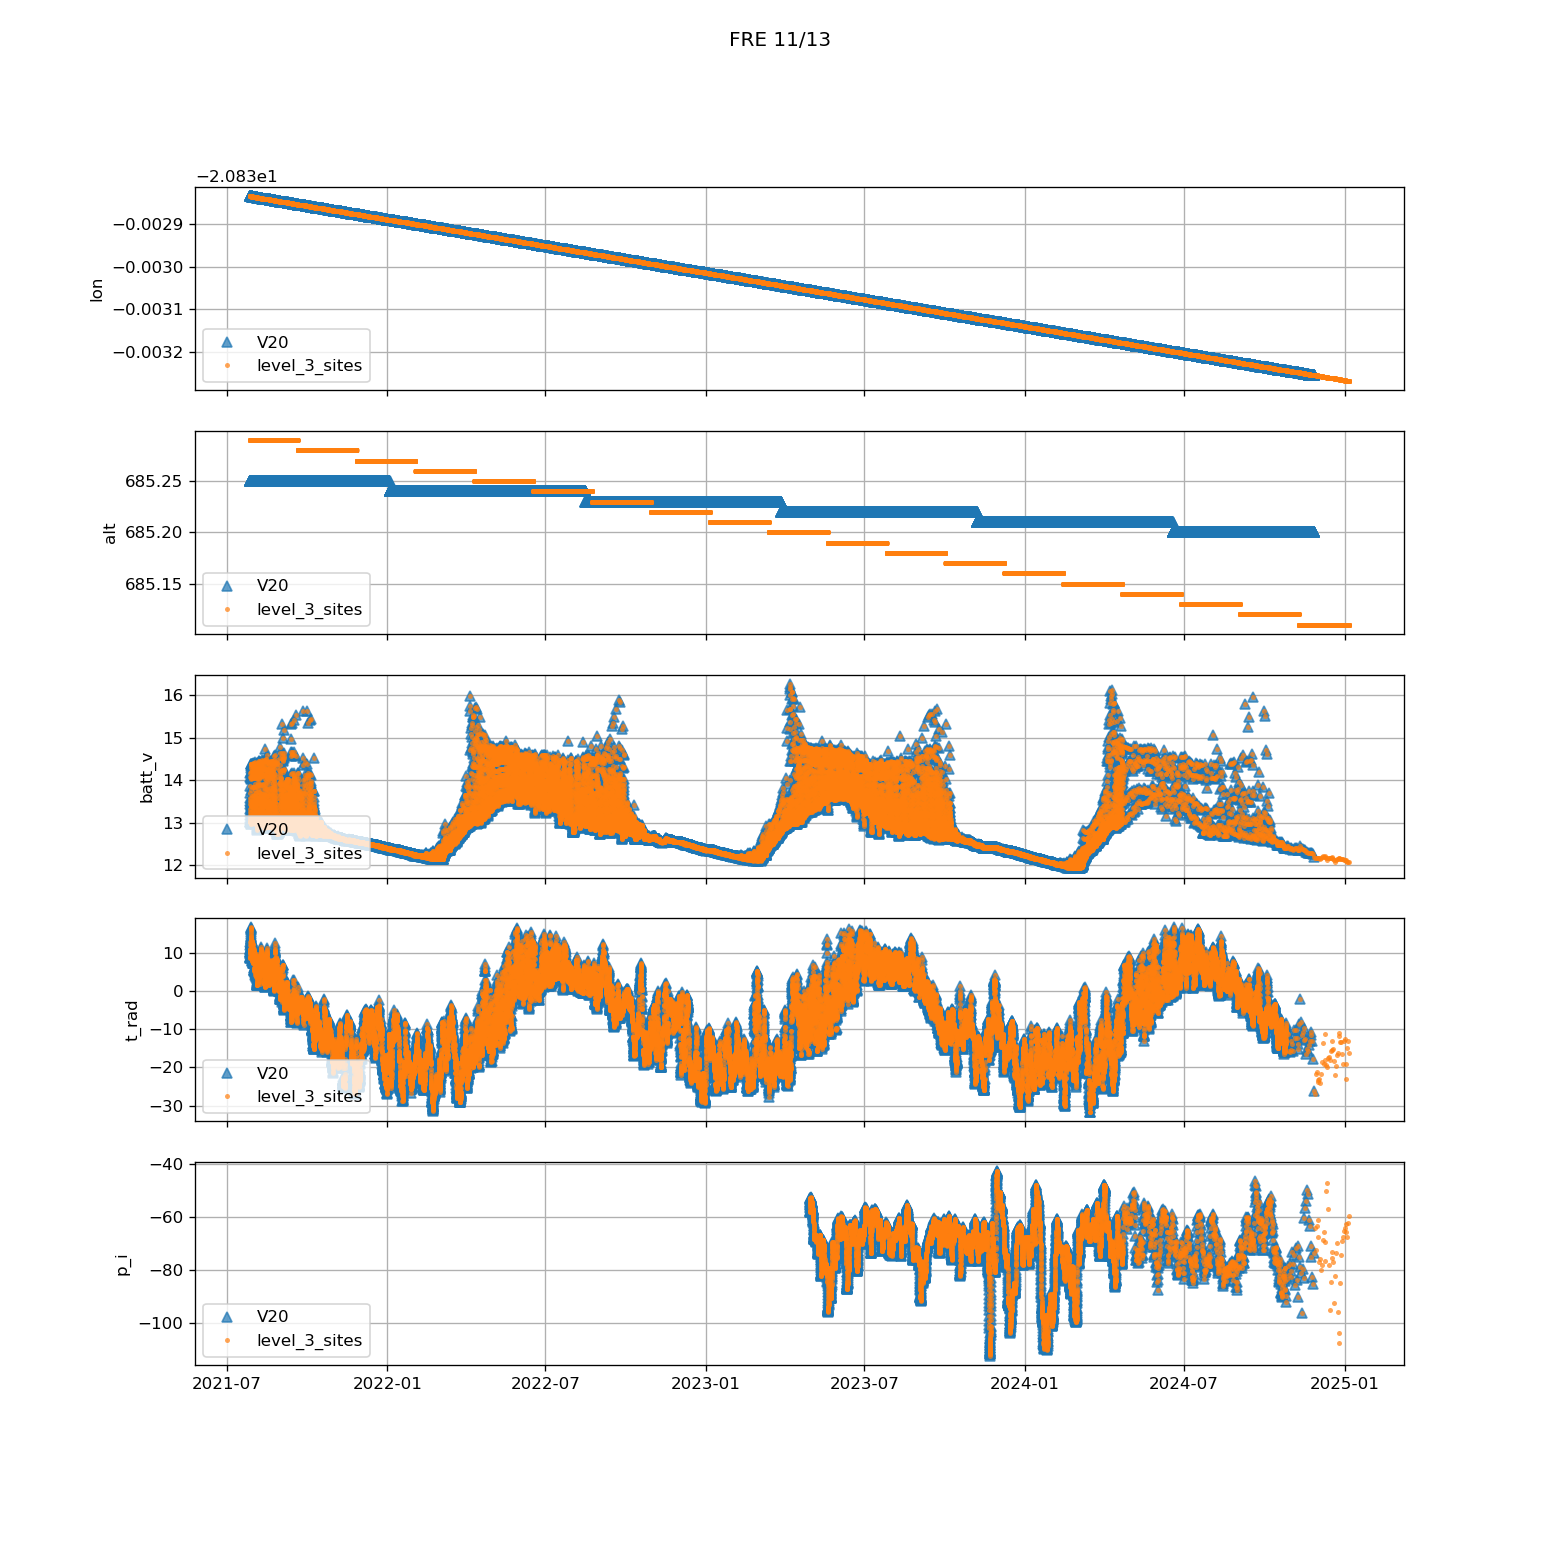 FRE 11/13
−2.083e1
−0.0029
−0.0030
−0.0031
−0.0032
lon
V20
level_3_sites
685.25
685.20
685.15
alt
V20
level_3_sites
16
15
14
13
12
batt_v
V20
level_3_sites
10
0
−10
−20
−30
t_rad
V20
level_3_sites
−40
−60
−80
−100
p_i
V20
level_3_sites
2021-07 2022-01 2022-07 2023-01 2023-07 2024-01 2024-07 2025-01